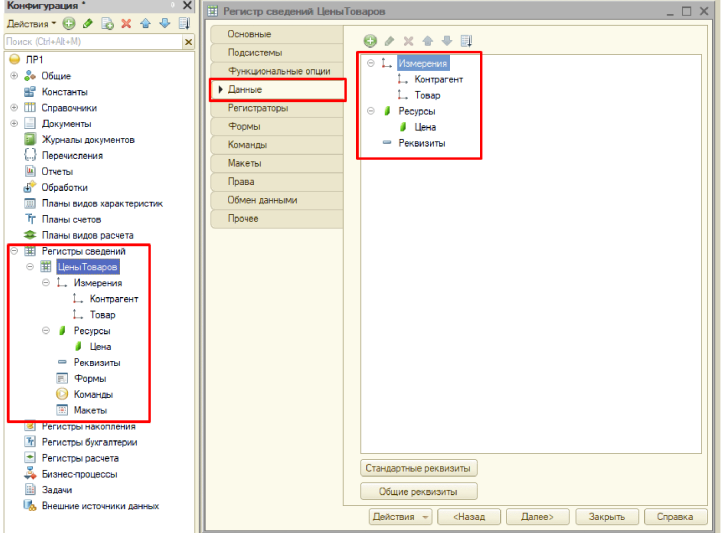 Конфигурация *
Действия
Поиск (Ctrl+Alt+M)
ЛР1
Общие
Константы
Справочники
Документы
Журналы документов
Перечисления
Отчеты
Обработки
Планы видов характеристик
Планы счетов
Планы видов расчета
Регистры сведений
ЦеныТоваров
Измерения
Контрагент
Товар
Ресурсы
Цена
Реквизиты
Формы
Команды
Макеты
Регистры накопления
Регистры бухгалтерии
Регистры расчета
Бизнес-процессы
Задачи
Внешние источники данных
Регистр сведений ЦеныТоваров
Основные
Подсистемы
Функциональные опции
Данные
Регистраторы
Формы
Команды
Макеты
Права
Обмен данными
Прочее
Измерения
Контрагент
Товар
Ресурсы
Цена
Реквизиты
Стандартные реквизиты
Общие реквизиты
Действия <Назад Далее> Закрыть Справка